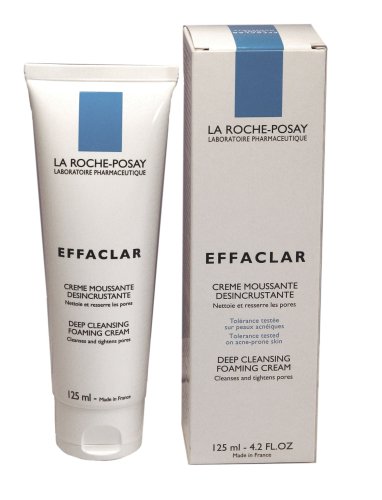 LA ROCHE-POSAY
LABORATOIRE PHARMACEUTIQUE
EFFACLAR
CREME MOUSSANTE
DESINCRUSTANTE
Nettoie et resserre les pores
DEEP CLEANSING
FOAMING CREAM
Cleanses and tightens pores
125 ml - Made in France
LA ROCHE-POSAY
LABORATOIRE PHARMACEUTIQUE
EFFACLAR
CREME MOUSSANTE
DESINCRUSTANTE
Nettoie et resserre les pores
Tolérance testée
sur peaux acnéiques
Tolerance tested
on acne-prone skin
DEEP CLEANSING
FOAMING CREAM
Cleanses and tightens pores
125 ml - 4.2 FL.OZ
Made in France